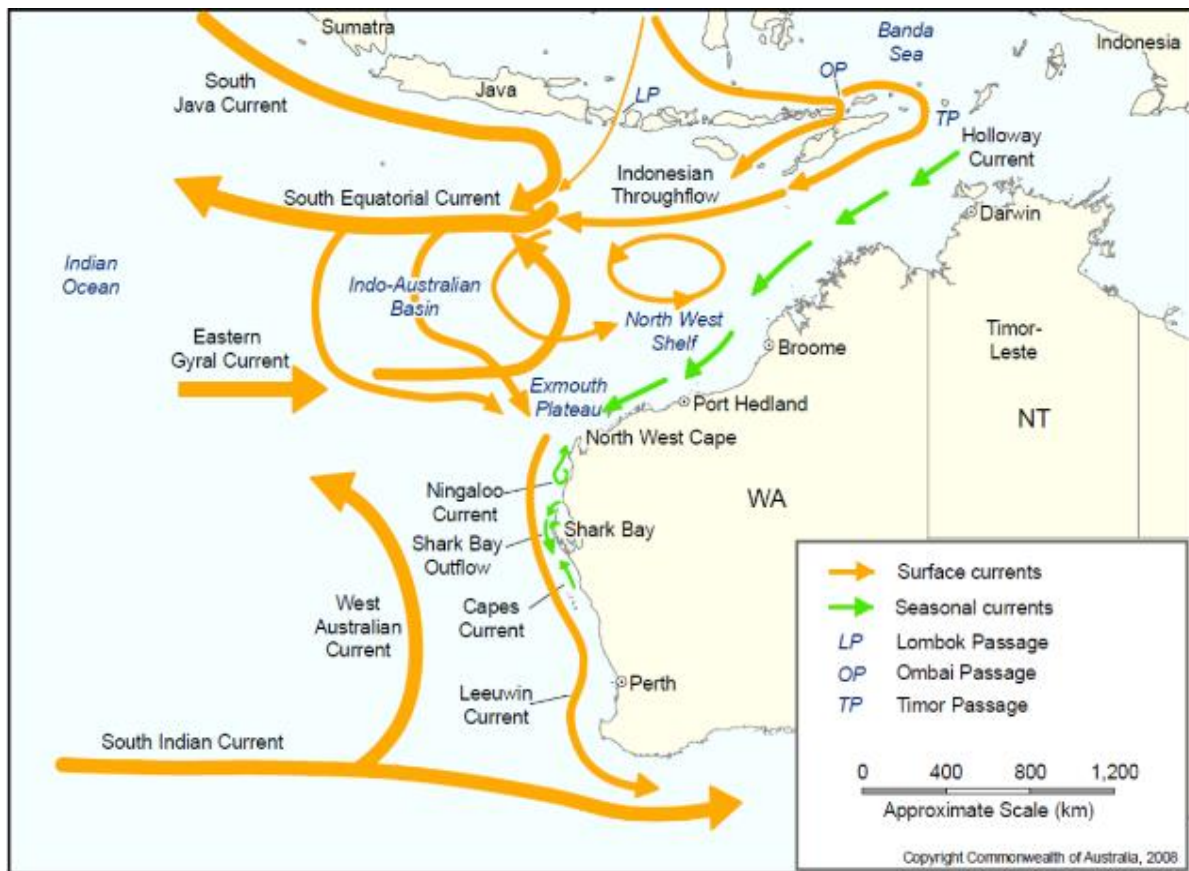 Sumatra
Banda
Sea
Indonesia
South
Java Current
Java
OP
LP
TP
Holloway
Current
Indonesian
Throughflow
South Equatorial Current
Darwin
Indian
Ocean
Indo-Australian
Basin
North West
Shelf
Timor-
Leste
Eastern
Gyral Current
Broome
Exmouth
Plateau
Port Hedland
NT
North West Cape
Ningaloo
Current
WA
Shark Bay
Shark Bay
Outflow
West
Australian
Current
Capes
Current
Leeuwin
Current
Perth
South Indian Current
Surface currents
Seasonal currents
LP Lombok Passage
OP Ombai Passage
TP Timor Passage
0 400 800 1,200
Approximate Scale (km)
Copyright Commonwealth of Australia, 2008